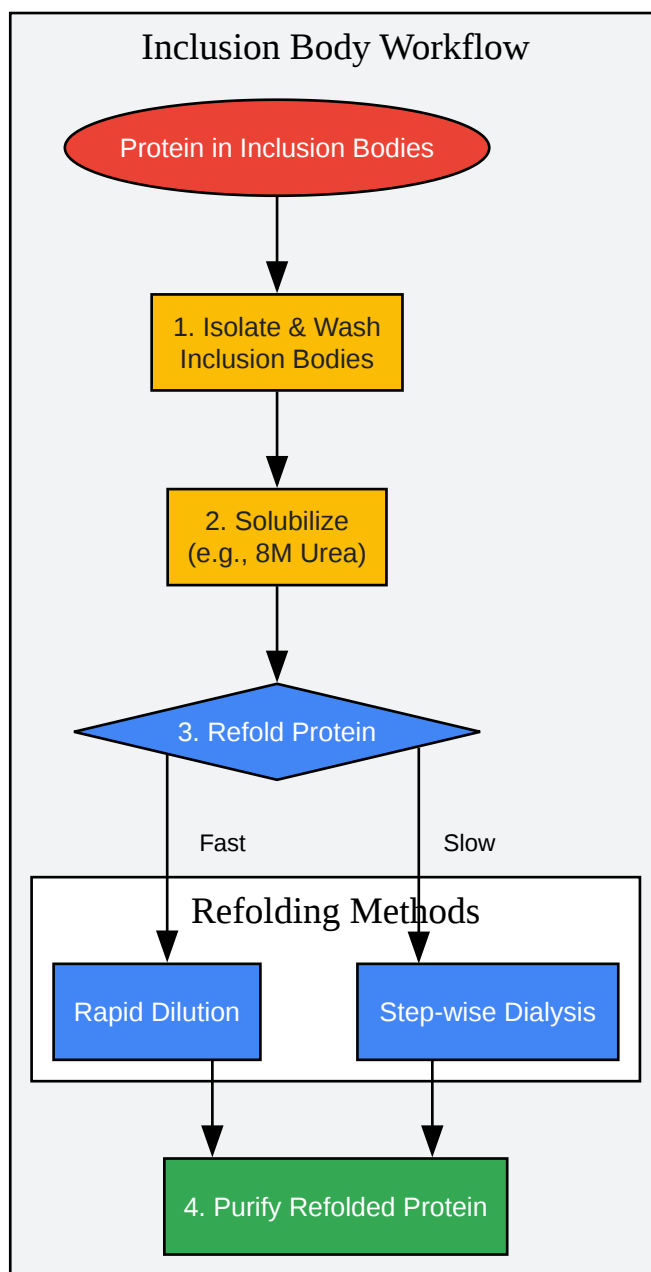 Inclusion Body Workflow
Protein in Inclusion Bodies
1. Isolate & Wash
Inclusion Bodies
2. Solubilize
(e.g., 8M Urea)
3. Refold Protein
Fast
Slow
Refolding Methods
Rapid Dilution
Step-wise Dialysis
4. Purify Refolded Protein